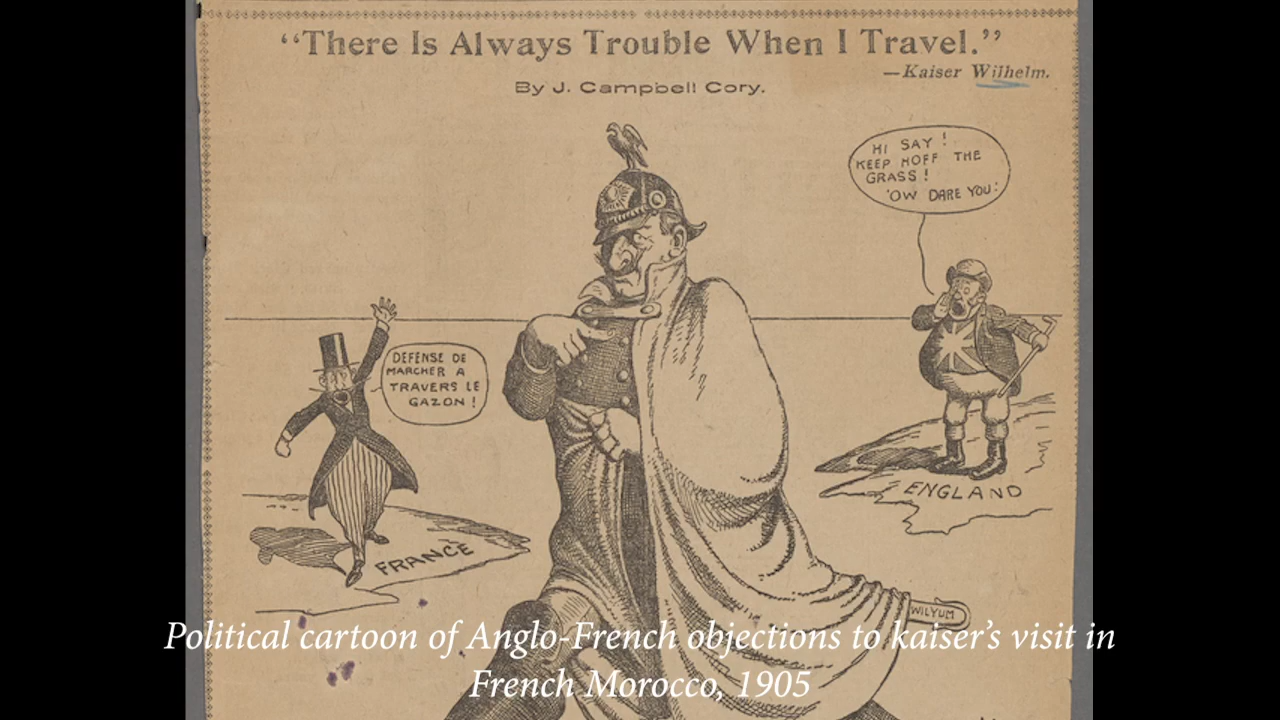 “There Is Always Trouble When I Travel.”
—Kaiser Wilhelm.
By J. Campbell Cory.
HI SAY!
KEEP HOFF THE
GRASS!
'OW DARE YOU!
DEFENSE DE
MARCHER A
TRAVERS LE
GAZON!
ENGLAND
FRANCE
WILYUM
Political cartoon of Anglo-French objections to kaiser’s visit in
French Morocco, 1905